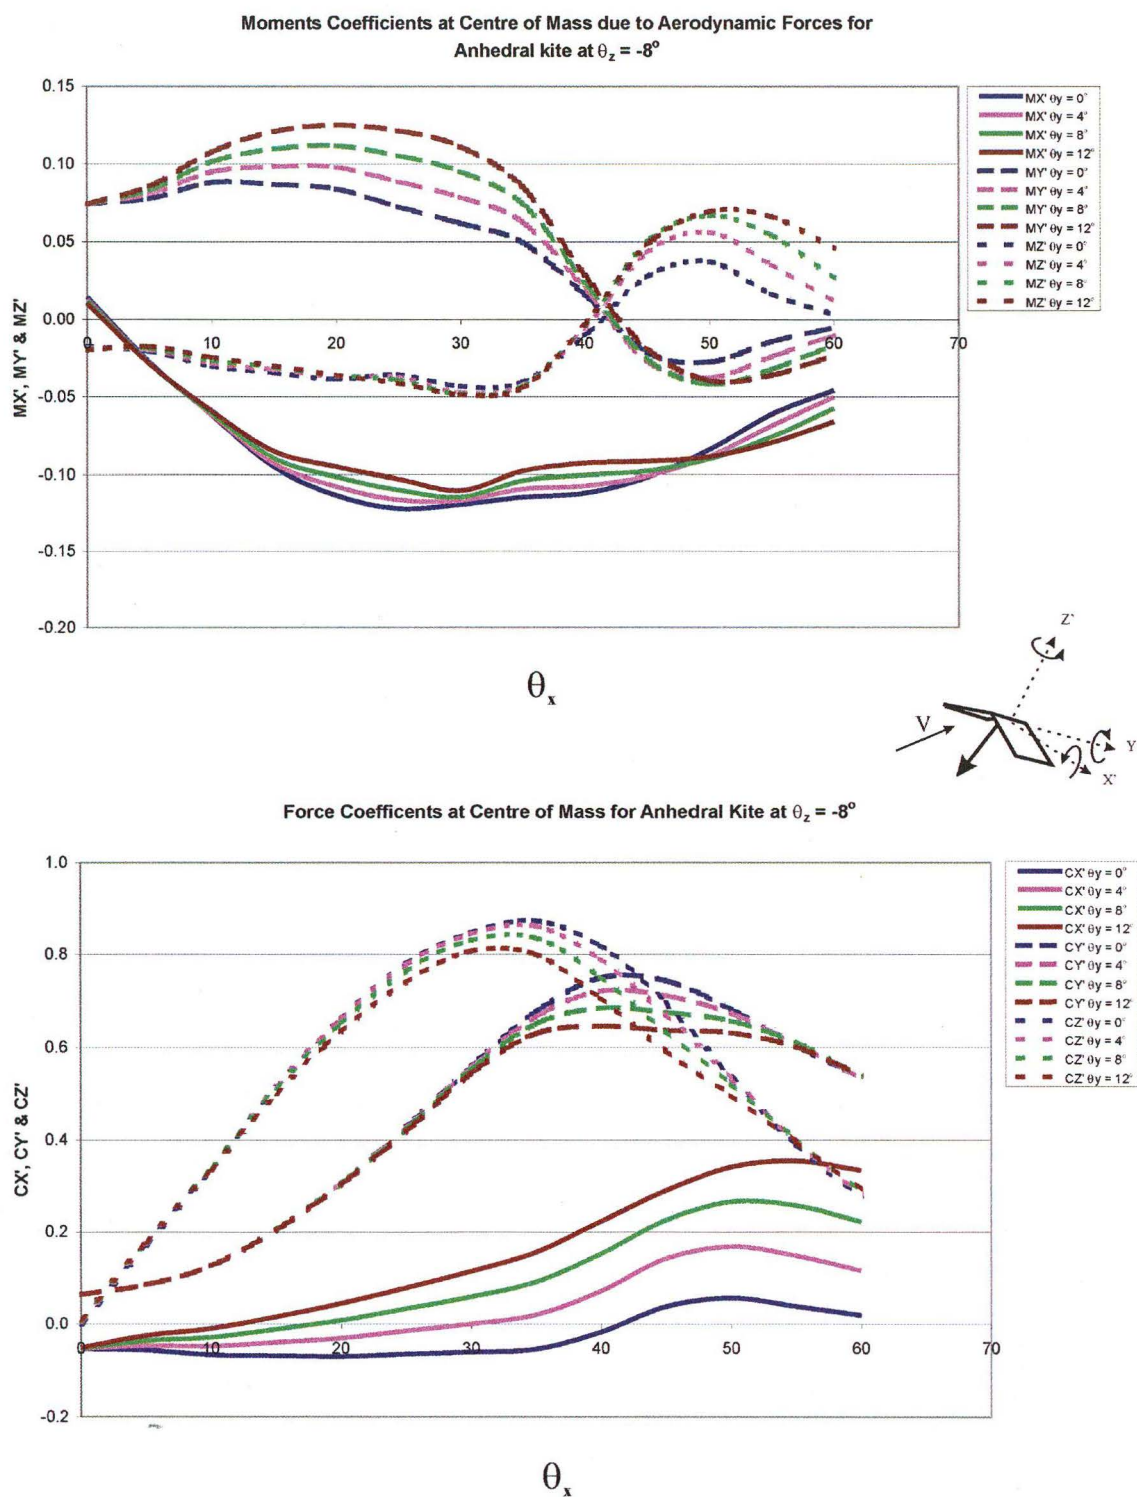 Moments Coefficients at Centre of Mass due to Aerodynamic Forces for
Anhedral kite at θz = -8°
0.15
0.10
0.05
0.00
-0.05
-0.10
-0.15
-0.20
MX', MY' & MZ'
0
10
20
30
40
50
60
70
θx
MX' θy = 0°
MX' θy = 4°
MX' θy = 8°
MX' θy = 12°
MY' θy = 0°
MY' θy = 4°
MY' θy = 8°
MY' θy = 12°
MZ' θy = 0°
MZ' θy = 4°
MZ' θy = 8°
MZ' θy = 12°
Z'
V
Y
X'
Force Coefficents at Centre of Mass for Anhedral Kite at θz = -8°
1.0
0.8
0.6
0.4
0.2
0.0
-0.2
CX', CY' & CZ'
0
10
20
30
40
50
60
70
θx
CX' θy = 0°
CX' θy = 4°
CX' θy = 8°
CX' θy = 12°
CY' θy = 0°
CY' θy = 4°
CY' θy = 8°
CY' θy = 12°
CZ' θy = 0°
CZ' θy = 4°
CZ' θy = 8°
CZ' θy = 12°